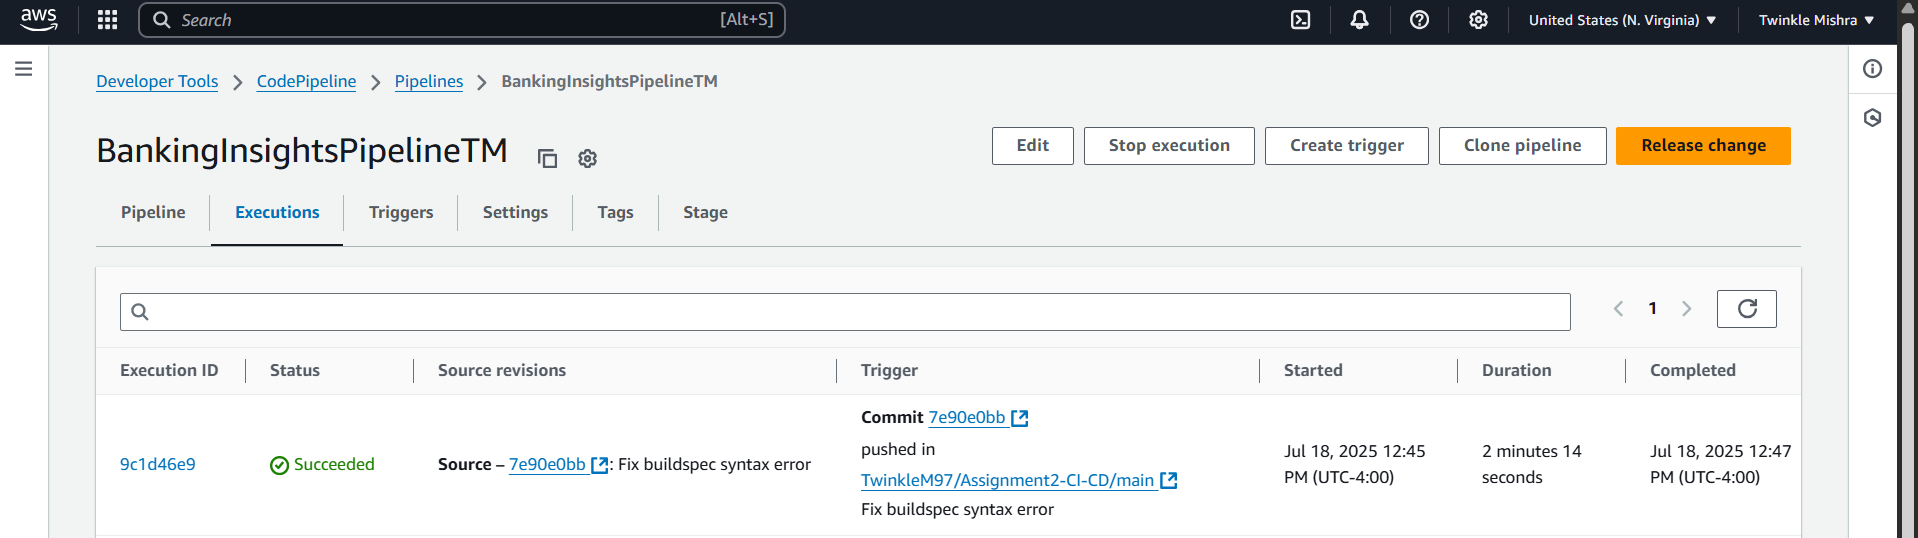 aws
Search
[Alt+S]
United States (N. Virginia)
Twinkle Mishra
Developer Tools
CodePipeline
Pipelines
BankingInsightsPipelineTM
BankingInsightsPipelineTM
Edit
Stop execution
Create trigger
Clone pipeline
Release change
Pipeline
Executions
Triggers
Settings
Tags
Stage
1
Execution ID
Status
Source revisions
Trigger
Started
Duration
Completed
9c1d46e9
Succeeded
Source – 7e90e0bb: Fix buildspec syntax error
Commit 7e90e0bb
pushed in
TwinkleM97/Assignment2-CI-CD/main
Fix buildspec syntax error
Jul 18, 2025 12:45
PM (UTC-4:00)
2 minutes 14
seconds
Jul 18, 2025 12:47
PM (UTC-4:00)